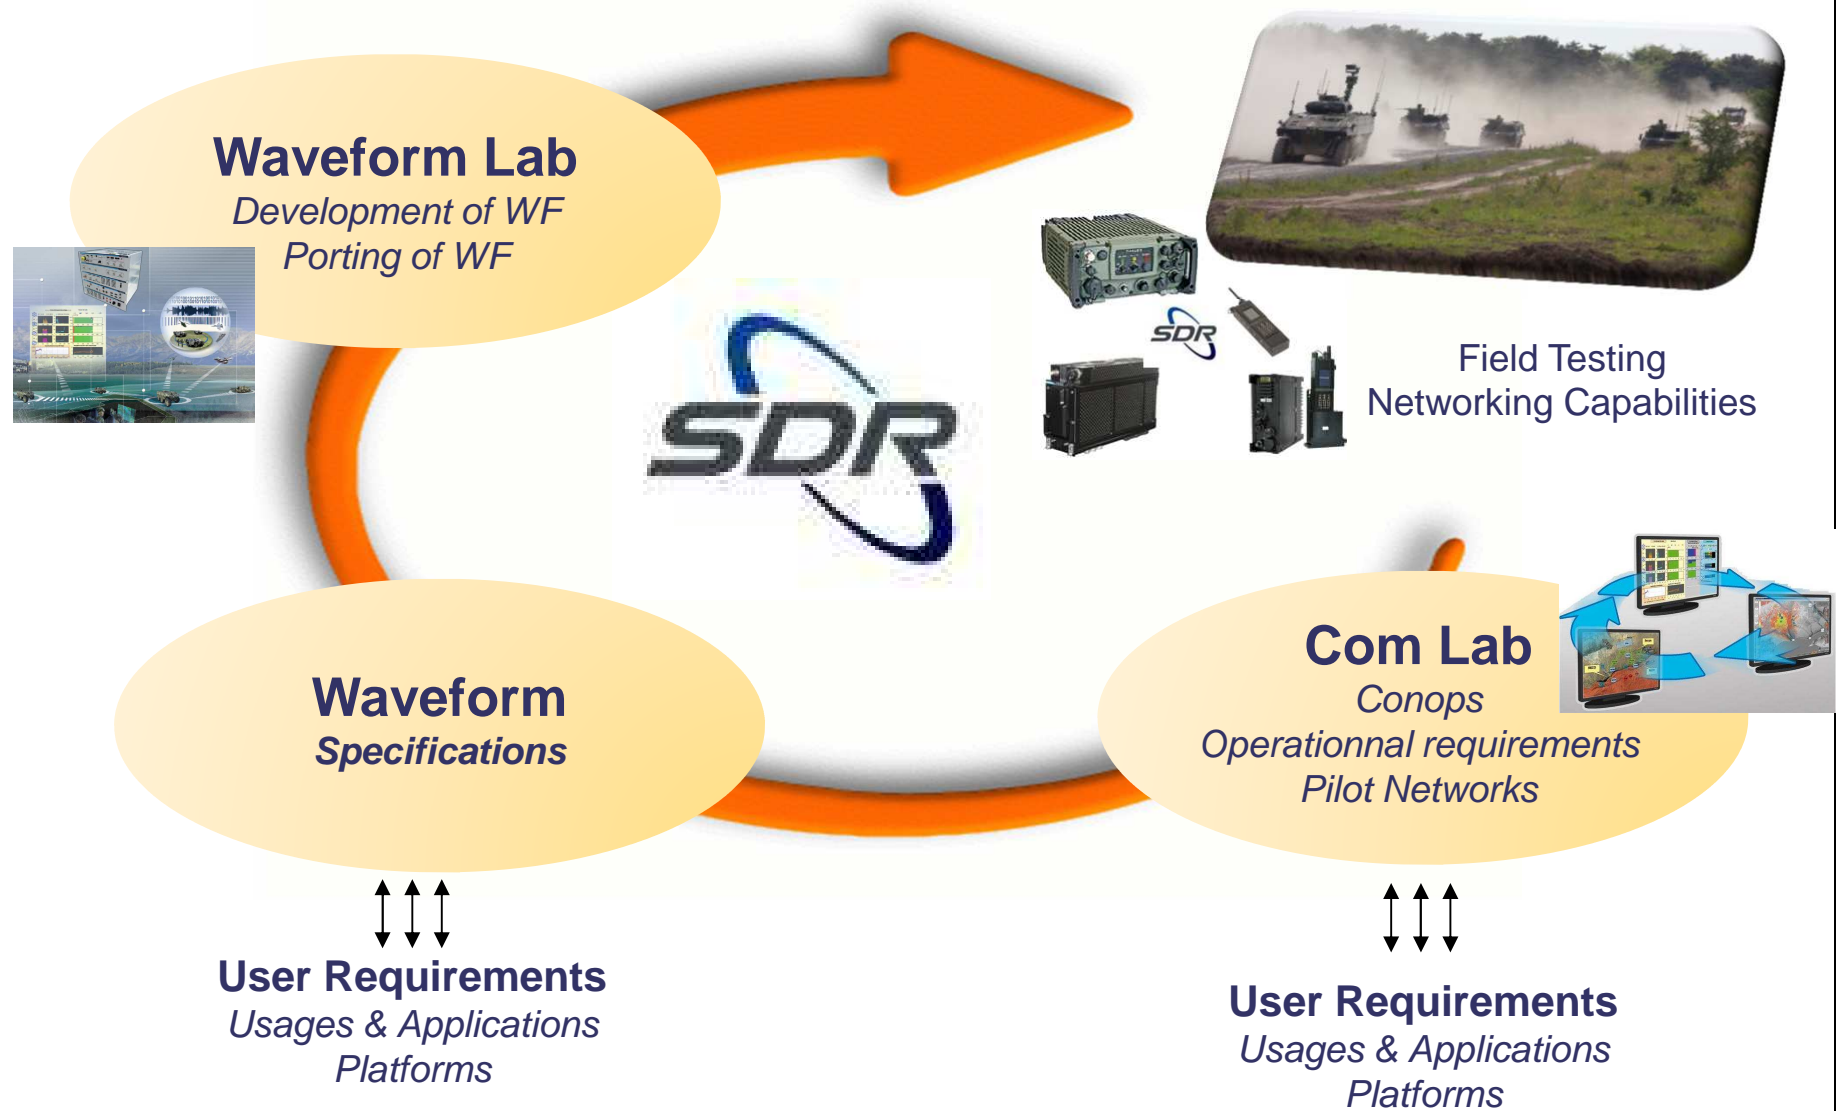 Waveform Lab
Development of WF
Porting of WF
SDR
SDR
Field Testing
Networking Capabilities
Waveform
Specifications
Com Lab
Conops
Operationnal requirements
Pilot Networks
User Requirements
Usages & Applications
Platforms
User Requirements
Usages & Applications
Platforms